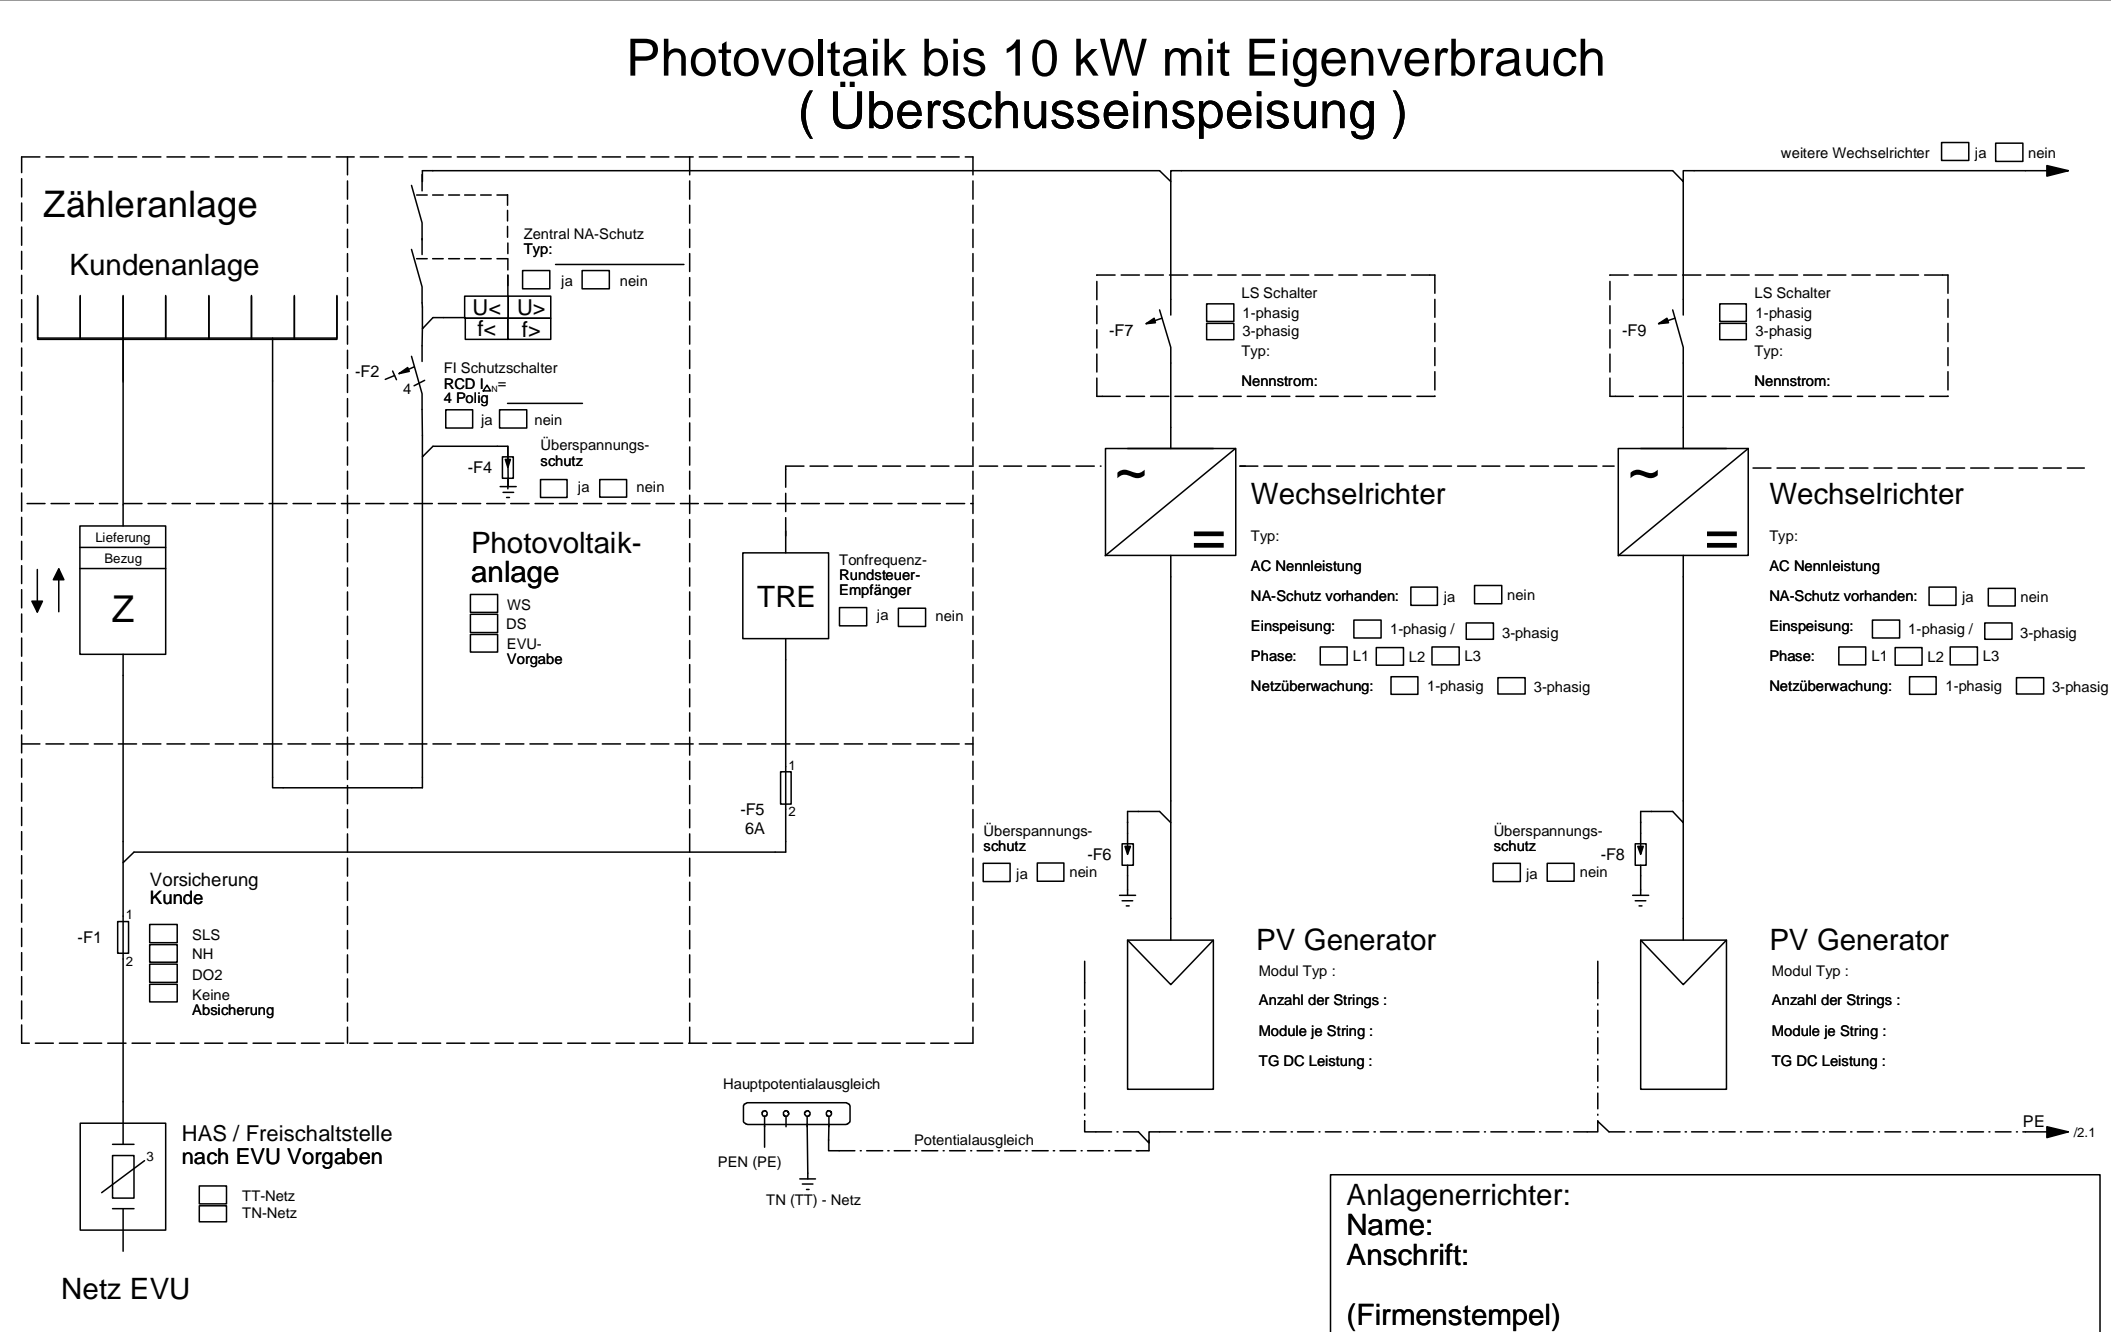 Photovoltaik bis 10 kW mit Eigenverbrauch
( Überschusseinspeisung )
weitere Wechselrichter ja nein
Zähleranlage
Kundenanlage
Zentral NA-Schutz
Typ:
ja nein
U< U>
f< f>
-F2
4
FI Schutzschalter
RCD I∆N=
4 Polig
ja nein
-F4
Überspannungs-
schutz
ja nein
-F7
LS Schalter
1-phasig
3-phasig
Typ:
Nennstrom:
-F9
LS Schalter
1-phasig
3-phasig
Typ:
Nennstrom:
Lieferung
Bezug
Z
Photovoltaik-
anlage
WS
DS
EVU-
Vorgabe
TRE
Tonfrequenz-
Rundsteuer-
Empfänger
ja nein
~
=
Wechselrichter
Typ:
AC Nennleistung
NA-Schutz vorhanden: ja nein
Einspeisung: 1-phasig / 3-phasig
Phase: L1 L2 L3
Netzüberwachung: 1-phasig 3-phasig
~
=
Wechselrichter
Typ:
AC Nennleistung
NA-Schutz vorhanden: ja nein
Einspeisung: 1-phasig / 3-phasig
Phase: L1 L2 L3
Netzüberwachung: 1-phasig 3-phasig
1
-F5
6A
2
Überspannungs-
schutz
ja nein
-F6
Überspannungs-
schutz
ja nein
-F8
Vorsicherung
Kunde
1
-F1
2
SLS
NH
DO2
Keine
Absicherung
PV Generator
Modul Typ :
Anzahl der Strings :
Module je String :
TG DC Leistung :
PV Generator
Modul Typ :
Anzahl der Strings :
Module je String :
TG DC Leistung :
Hauptpotentialausgleich
PEN (PE)
TN (TT) - Netz
Potentialausgleich
PE
/2.1
HAS / Freischaltstelle
nach EVU Vorgaben
3
TT-Netz
TN-Netz
Netz EVU
Anlagenerrichter:
Name:
Anschrift:
(Firmenstempel)